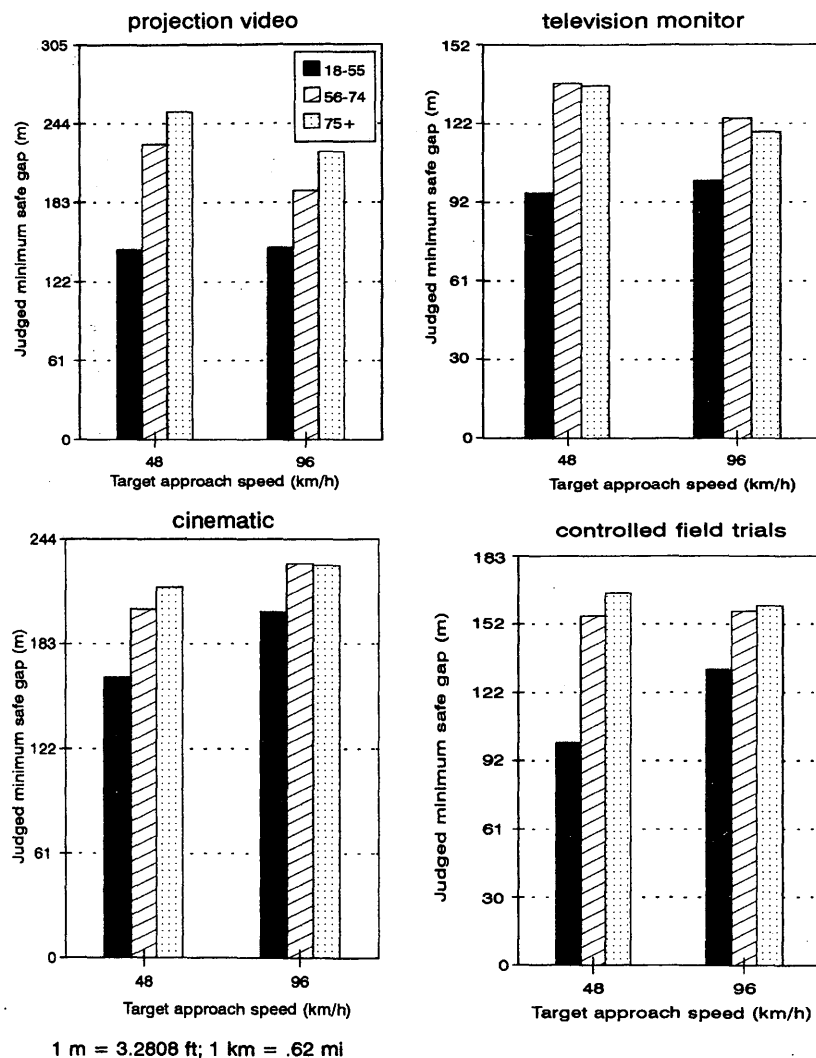 projection video
305
244
183
122
61
0
Judged minimum safe gap (m)
18-55
56-74
75+
48
96
Target approach speed (km/h)
television monitor
152
122
92
61
30
0
Judged minimum safe gap (m)
48
96
Target approach speed (km/h)
cinematic
244
183
122
61
0
Judged minimum safe gap (m)
48
96
Target approach speed (km/h)
controlled field trials
183
152
122
92
61
30
0
Judged minimum safe gap (m)
48
96
Target approach speed (km/h)
1 m = 3.2808 ft; 1 km = .62 mi